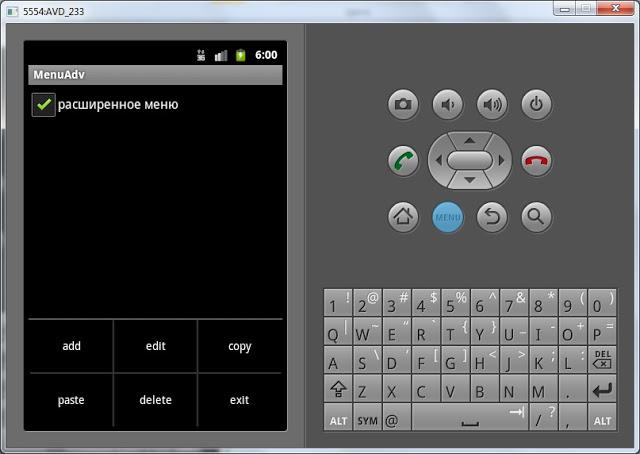 5554:AVD_233
3G 6:00
MenuAdv
расширенное меню
add edit copy
paste delete exit
MENU
1 ! 2 @ 3 # 4 $ 5 % 6 ^ 7 & 8 * 9 ( 0 )
Q | W ~ E " R ` T { Y } U _ I - O + P =
A S \ D ' F [ G ] H < J > K ; L : DEL
Z X C V B N M .
ALT SYM @ / ? , ALT